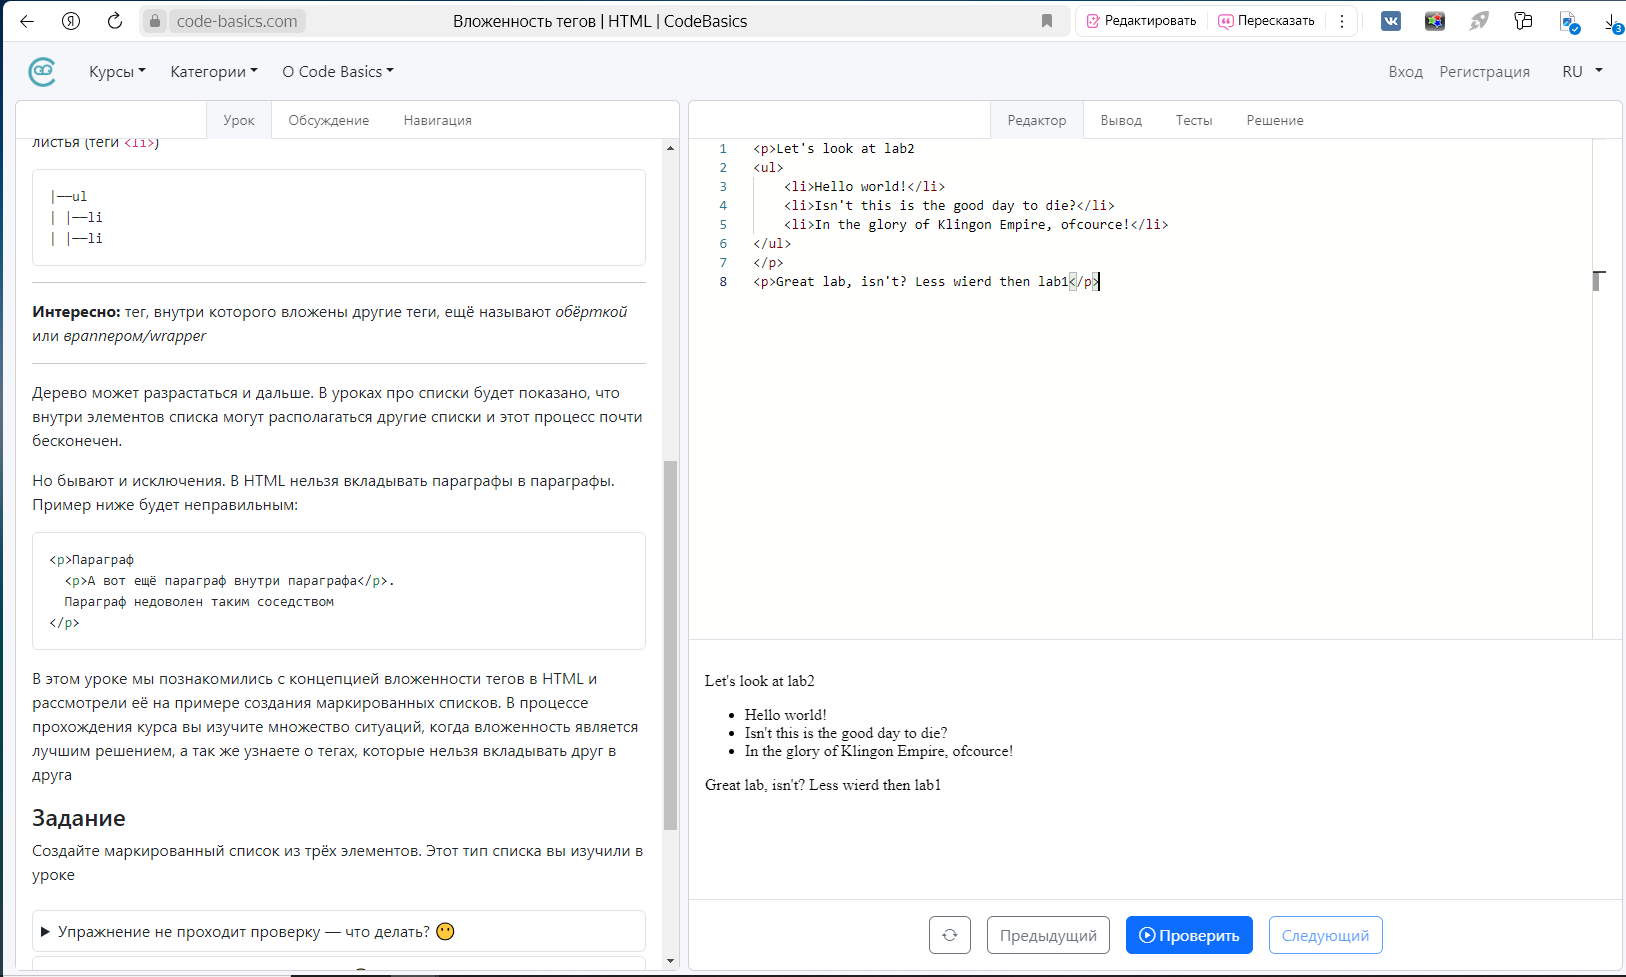 code-basics.com
Вложенность тегов | HTML | CodeBasics
Редактировать
Пересказать
3
Курсы
Категории
О Code Basics
Вход
Регистрация
RU
Урок
Обсуждение
Навигация
листья (теги <li>)
|——ul
| |——li
| |——li
Интересно: тег, внутри которого вложены другие теги, ещё называют обёрткой
или враппером/wrapper
Дерево может разрастаться и дальше. В уроках про списки будет показано, что
внутри элементов списка могут располагаться другие списки и этот процесс почти
бесконечен.
Но бывают и исключения. В HTML нельзя вкладывать параграфы в параграфы.
Пример ниже будет неправильным:
<p>Параграф
<p>А вот ещё параграф внутри параграфа</p>.
Параграф недоволен таким соседством
</p>
В этом уроке мы познакомились с концепцией вложенности тегов в HTML и
рассмотрели её на примере создания маркированных списков. В процессе
прохождения курса вы изучите множество ситуаций, когда вложенность является
лучшим решением, а так же узнаете о тегах, которые нельзя вкладывать друг в
друга
Задание
Создайте маркированный список из трёх элементов. Этот тип списка вы изучили в
уроке
Упражнение не проходит проверку — что делать? 😶
Редактор
Вывод
Тесты
Решение
1 <p>Let's look at lab2
2 <ul>
3 <li>Hello world!</li>
4 <li>Isn't this is the good day to die?</li>
5 <li>In the glory of Klingon Empire, ofcource!</li>
6 </ul>
7 </p>
8 <p>Great lab, isn't? Less wierd then lab1</p>
Let's look at lab2
• Hello world!
• Isn't this is the good day to die?
• In the glory of Klingon Empire, ofcource!
Great lab, isn't? Less wierd then lab1
Предыдущий
Проверить
Следующий